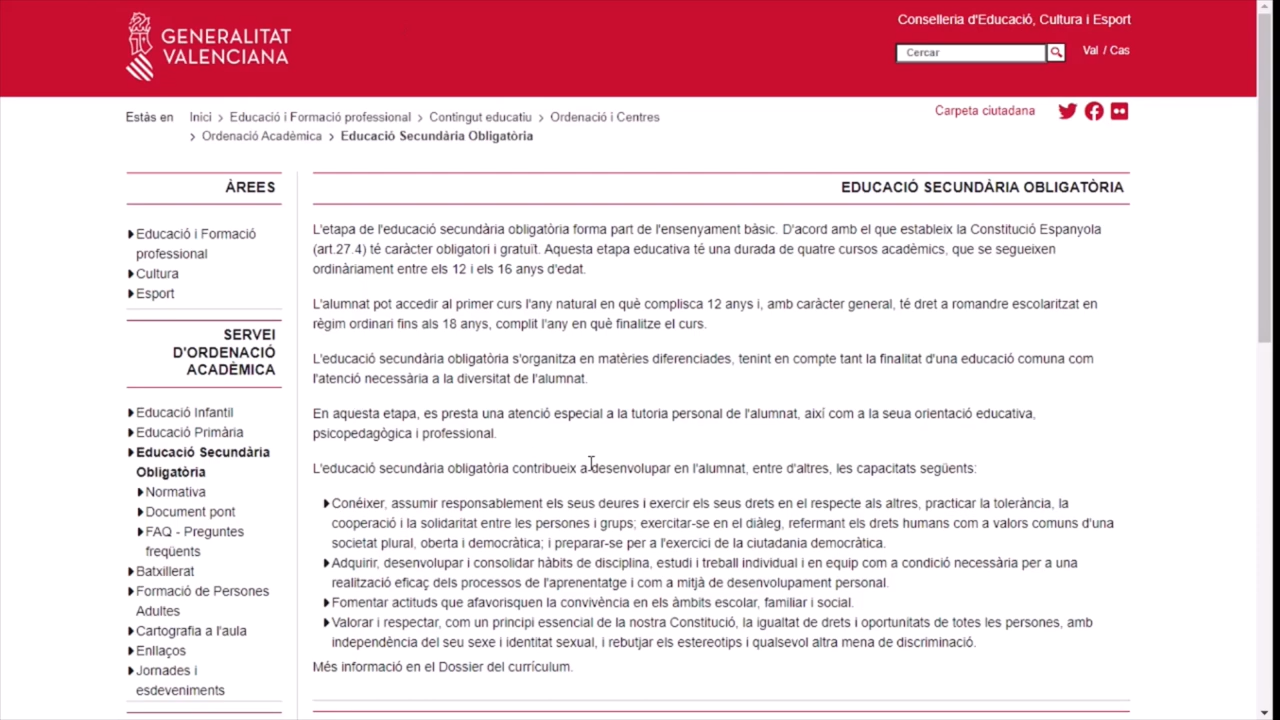 GENERALITAT
VALENCIANA
Conselleria d'Educació, Cultura i Esport
Cercar
Val / Cas
Estàs en Inici > Educació i Formació professional > Contingut educatiu > Ordenació i Centres
> Ordenació Acadèmica > Educació Secundària Obligatòria
Carpeta ciutadana
ÀREES
Educació i Formació
professional
Cultura
Esport
SERVEI
D'ORDENACIÓ
ACADÈMICA
Educació Infantil
Educació Primària
Educació Secundària
Obligatòria
Normativa
Document pont
FAQ - Preguntes
freqüents
Batxillerat
Formació de Persones
Adultes
Cartografia a l'aula
Enllaços
Jornades i
esdeveniments
EDUCACIÓ SECUNDÀRIA OBLIGATÒRIA
L'etapa de l'educació secundària obligatòria forma part de l'ensenyament bàsic. D'acord amb el que estableix la Constitució Espanyola
(art.27.4) té caràcter obligatori i gratuït. Aquesta etapa educativa té una durada de quatre cursos acadèmics, que se segueixen
ordinàriament entre els 12 i els 16 anys d'edat.
L'alumnat pot accedir al primer curs l'any natural en què complisca 12 anys i, amb caràcter general, té dret a romandre escolaritzat en
règim ordinari fins als 18 anys, complit l'any en què finalitze el curs.
L'educació secundària obligatòria s'organitza en matèries diferenciades, tenint en compte tant la finalitat d'una educació comuna com
l'atenció necessària a la diversitat de l'alumnat.
En aquesta etapa, es presta una atenció especial a la tutoria personal de l'alumnat, així com a la seua orientació educativa,
psicopedagògica i professional.
L'educació secundària obligatòria contribueix a desenvolupar en l'alumnat, entre d'altres, les capacitats següents:
Conéixer, assumir responsablement els seus deures i exercir els seus drets en el respecte als altres, practicar la tolerància, la
cooperació i la solidaritat entre les persones i grups; exercitar-se en el diàleg, refermant els drets humans com a valors comuns d'una
societat plural, oberta i democràtica; i preparar-se per a l'exercici de la ciutadania democràtica.
Adquirir, desenvolupar i consolidar hàbits de disciplina, estudi i treball individual i en equip com a condició necessària per a una
realització eficaç dels processos de l'aprenentatge i com a mitjà de desenvolupament personal.
Fomentar actituds que afavorisquen la convivència en els àmbits escolar, familiar i social.
Valorar i respectar, com un principi essencial de la nostra Constitució, la igualtat de drets i oportunitats de totes les persones, amb
independència del seu sexe i identitat sexual, i rebutjar els estereotips i qualsevol altra mena de discriminació.
Més informació en el Dossier del currículum.